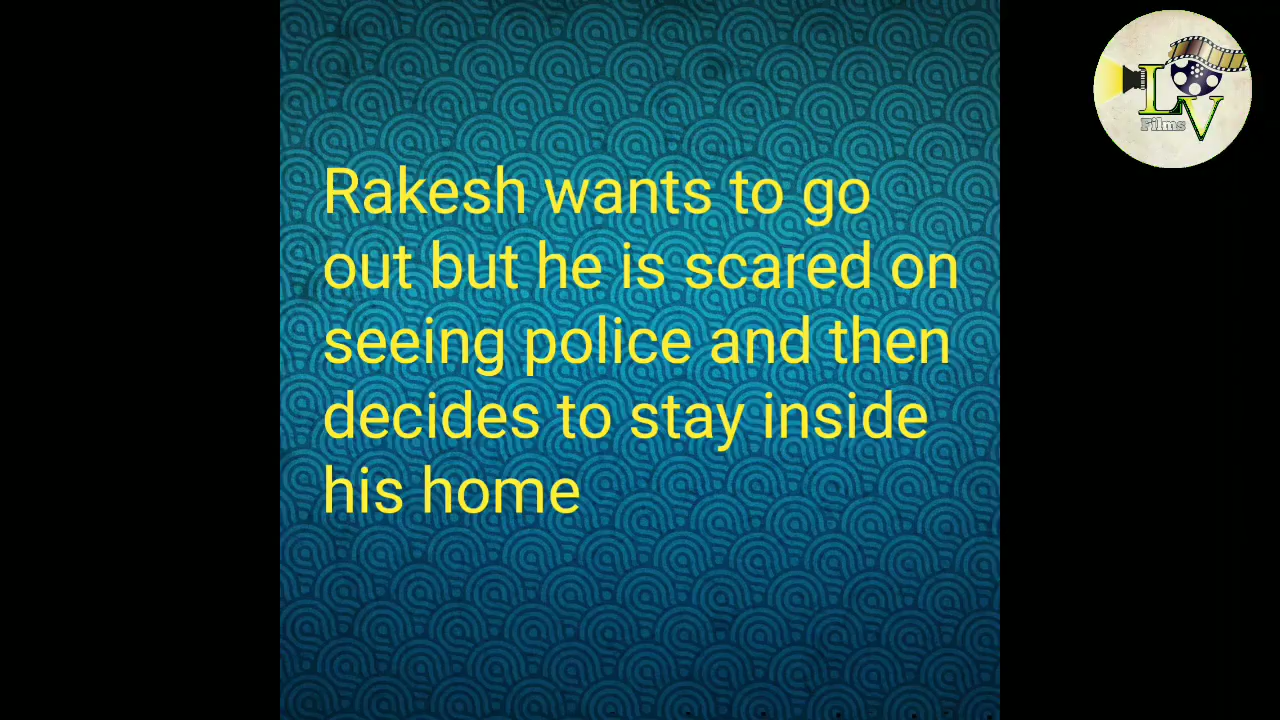 Rakesh wants to go
out but he is scared on
seeing police and then
decides to stay inside
his home
LV
Films